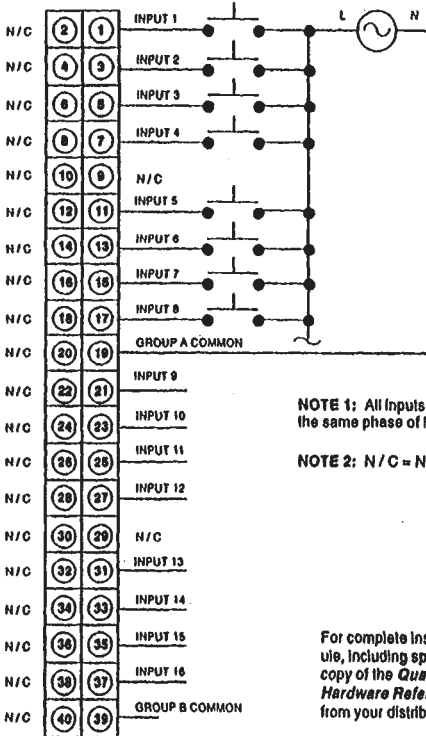 L N
N/C 2 1 INPUT 1
N/C 4 3 INPUT 2
N/C 6 5 INPUT 3
N/C 8 7 INPUT 4
N/C 10 9 N/C
N/C 12 11 INPUT 5
N/C 14 13 INPUT 6
N/C 16 15 INPUT 7
N/C 18 17 INPUT 8
N/C 20 19 GROUP A COMMON
N/C 22 21 INPUT 9
N/C 24 23 INPUT 10
N/C 26 25 INPUT 11
N/C 28 27 INPUT 12
N/C 30 29 N/C
N/C 32 31 INPUT 13
N/C 34 33 INPUT 14
N/C 36 35 INPUT 15
N/C 38 37 INPUT 16
N/C 40 39 GROUP B COMMON
NOTE 1: All Inputs
the same phase of
NOTE 2: N / C = N
For complete ins
ule, including sp
copy of the Qua
Hardware Refe
from your distrib